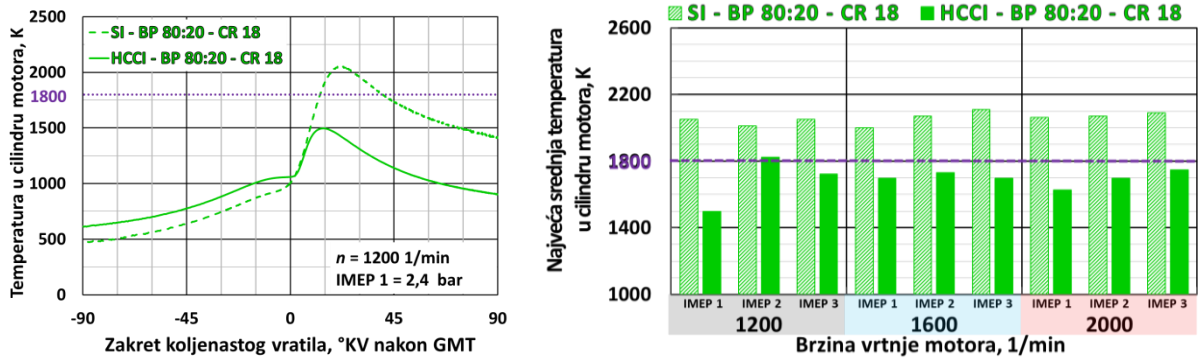 SI - BP 80:20 - CR 18
HCCI - BP 80:20 - CR 18
Temperatura u cilindru motora, K
2500
2000
1800
1500
1000
500
0
n = 1200 1/min
IMEP 1 = 2,4 bar
-90
-45
0
45
90
Zakret koljenastog vratila, °KV nakon GMT
SI - BP 80:20 - CR 18
HCCI - BP 80:20 - CR 18
Najveća srednja temperatura
u cilindru motora, K
2600
2200
1800
1400
1000
IMEP 1 IMEP 2 IMEP 3 IMEP 1 IMEP 2 IMEP 3 IMEP 1 IMEP 2 IMEP 3
1200 1600 2000
Brzina vrtnje motora, 1/min